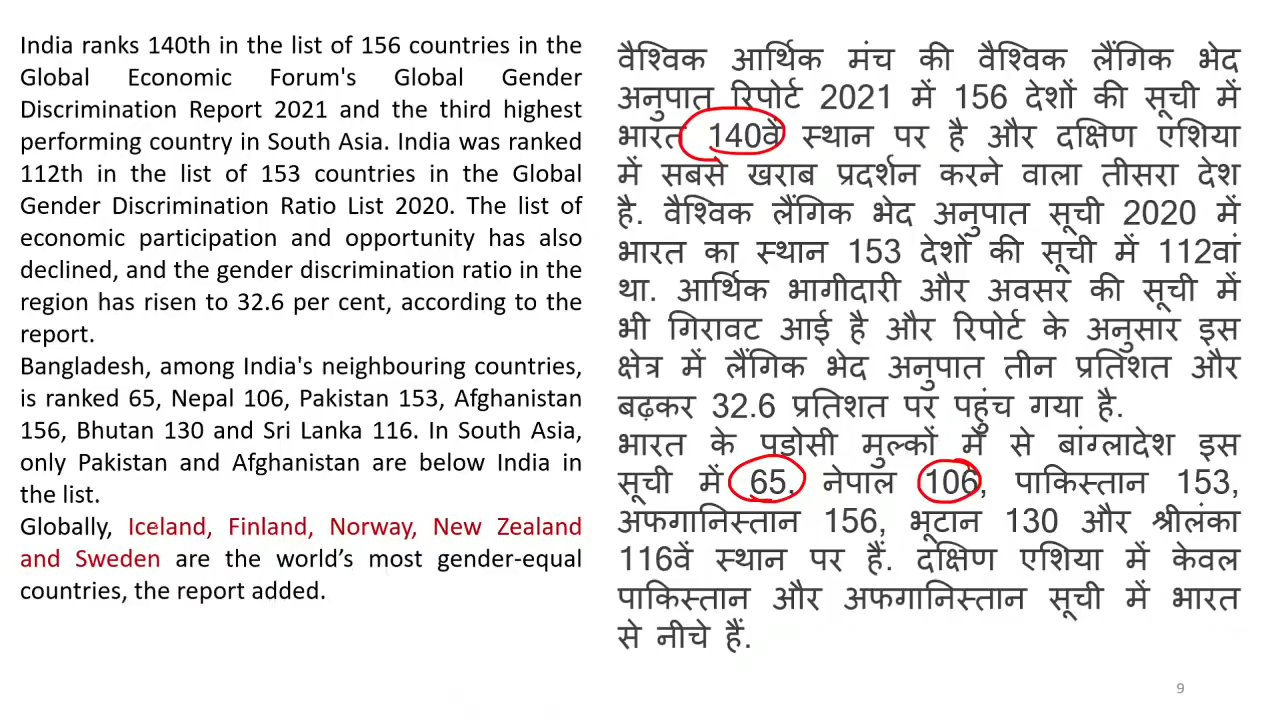 India ranks 140th in the list of 156 countries in the
Global Economic Forum's Global Gender
Discrimination Report 2021 and the third highest
performing country in South Asia. India was ranked
112th in the list of 153 countries in the Global
Gender Discrimination Ratio List 2020. The list of
economic participation and opportunity has also
declined, and the gender discrimination ratio in the
region has risen to 32.6 per cent, according to the
report.
Bangladesh, among India's neighbouring countries,
is ranked 65, Nepal 106, Pakistan 153, Afghanistan
156, Bhutan 130 and Sri Lanka 116. In South Asia,
only Pakistan and Afghanistan are below India in
the list.
Globally, Iceland, Finland, Norway, New Zealand
and Sweden are the world’s most gender-equal
countries, the report added.
वैश्विक आर्थिक मंच की वैश्विक लैंगिक भेद
अनुपात रिपोर्ट 2021 में 156 देशों की सूची में
भारत 140वें स्थान पर है और दक्षिण एशिया
में सबसे खराब प्रदर्शन करने वाला तीसरा देश
है. वैश्विक लैंगिक भेद अनुपात सूची 2020 में
भारत का स्थान 153 देशों की सूची में 112वां
था. आर्थिक भागीदारी और अवसर की सूची में
भी गिरावट आई है और रिपोर्ट के अनुसार इस
क्षेत्र में लैंगिक भेद अनुपात तीन प्रतिशत और
बढ़कर 32.6 प्रतिशत पर पहुंच गया है.
भारत के पड़ोसी मुल्कों में से बांग्लादेश इस
सूची में 65, नेपाल 106, पाकिस्तान 153,
अफगानिस्तान 156, भूटान 130 और श्रीलंका
116वें स्थान पर हैं. दक्षिण एशिया में केवल
पाकिस्तान और अफगानिस्तान सूची में भारत
से नीचे हैं.
9